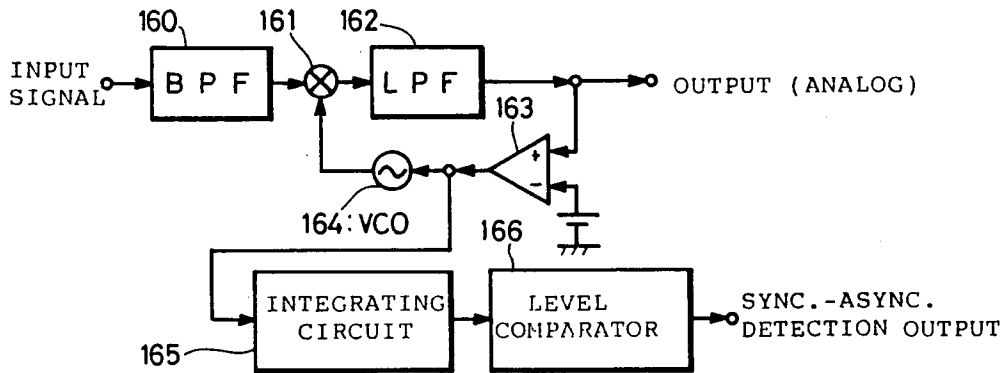 160
161
162
INPUT
SIGNAL
B P F
L P F
OUTPUT (ANALOG)
163
+
−
164:VCO
166
INTEGRATING
CIRCUIT
LEVEL
COMPARATOR
SYNC.-ASYNC.
DETECTION OUTPUT
165